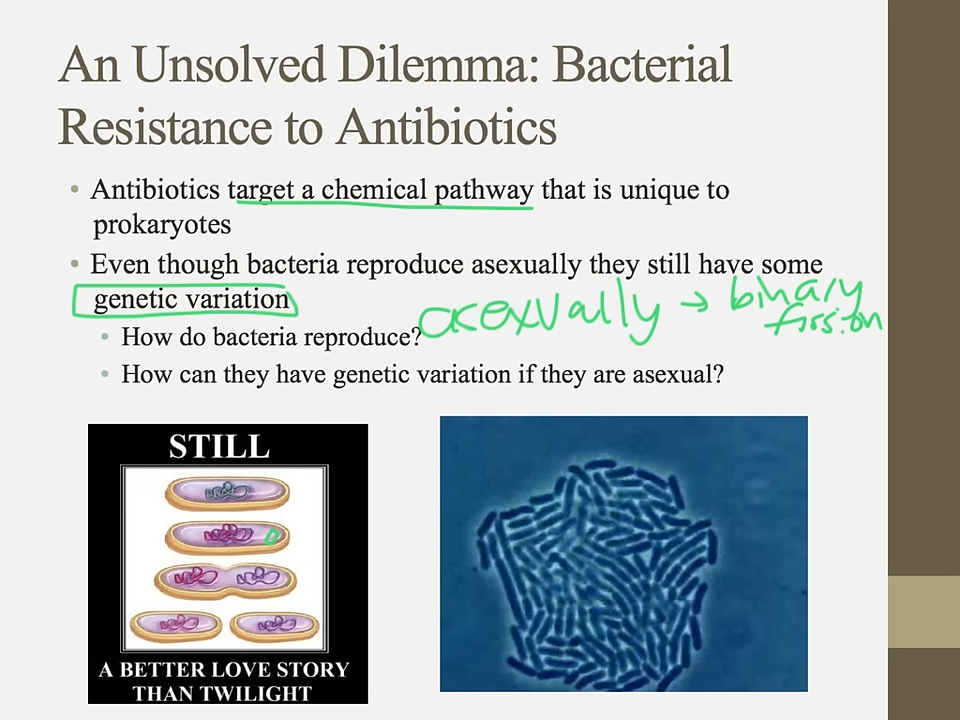 An Unsolved Dilemma: Bacterial
Resistance to Antibiotics
• Antibiotics target a chemical pathway that is unique to
prokaryotes
• Even though bacteria reproduce asexually they still have some
genetic variation
• How do bacteria reproduce?
asexually → binary
fission
• How can they have genetic variation if they are asexual?
STILL
A BETTER LOVE STORY
THAN TWILIGHT